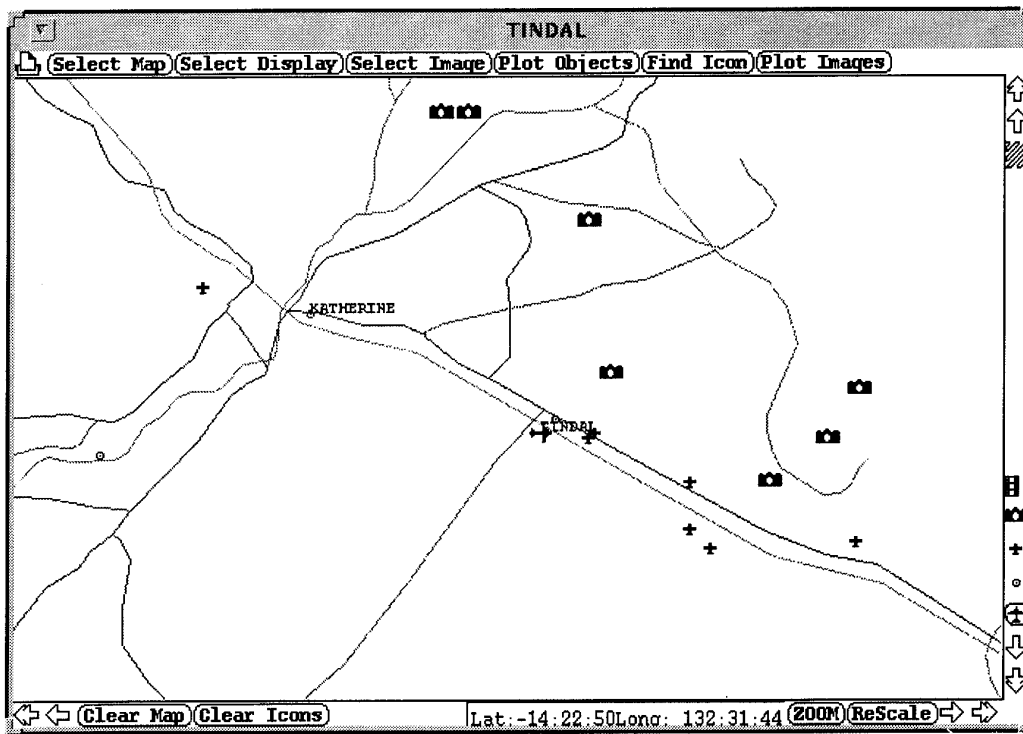 TINDAL
Select Map Select Display Select Image Plot Objects Find Icon Plot Images
KATHERINE
TINDAL
Clear Map Clear Icons Lat:-14:22:50Long: 132:31:44 ZOOM ReScale